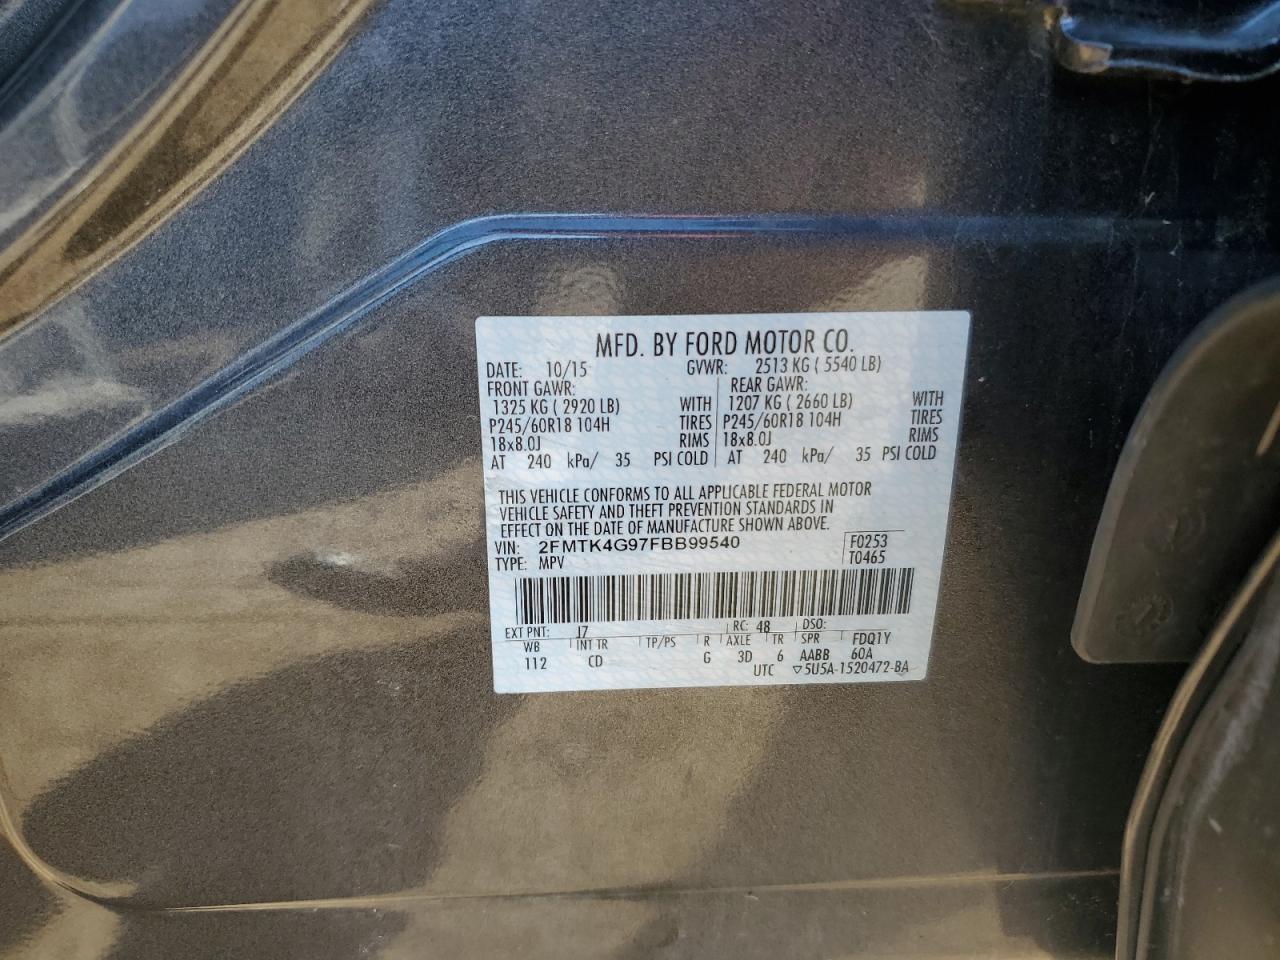 MFD. BY FORD MOTOR CO.
DATE: 10/15 GVWR: 2513 KG ( 5540 LB)
FRONT GAWR: REAR GAWR:
1325 KG ( 2920 LB) WITH 1207 KG ( 2660 LB) WITH
P245/60R18 104H TIRES P245/60R18 104H TIRES
18x8.0J RIMS 18x8.0J RIMS
AT 240 kPa/ 35 PSI COLD AT 240 kPa/ 35 PSI COLD
THIS VEHICLE CONFORMS TO ALL APPLICABLE FEDERAL MOTOR
VEHICLE SAFETY AND THEFT PREVENTION STANDARDS IN
EFFECT ON THE DATE OF MANUFACTURE SHOWN ABOVE.
VIN: 2FMTK4G97FBB99540 F0253
TYPE: MPV T0465
EXT PNT: J7 RC: 48 DSO:
WB INT TR TP/PS R AXLE TR SPR FDQ1Y
112 CD G 3D 6 AABB 60A
UTC ▽5U5A-1520472-BA